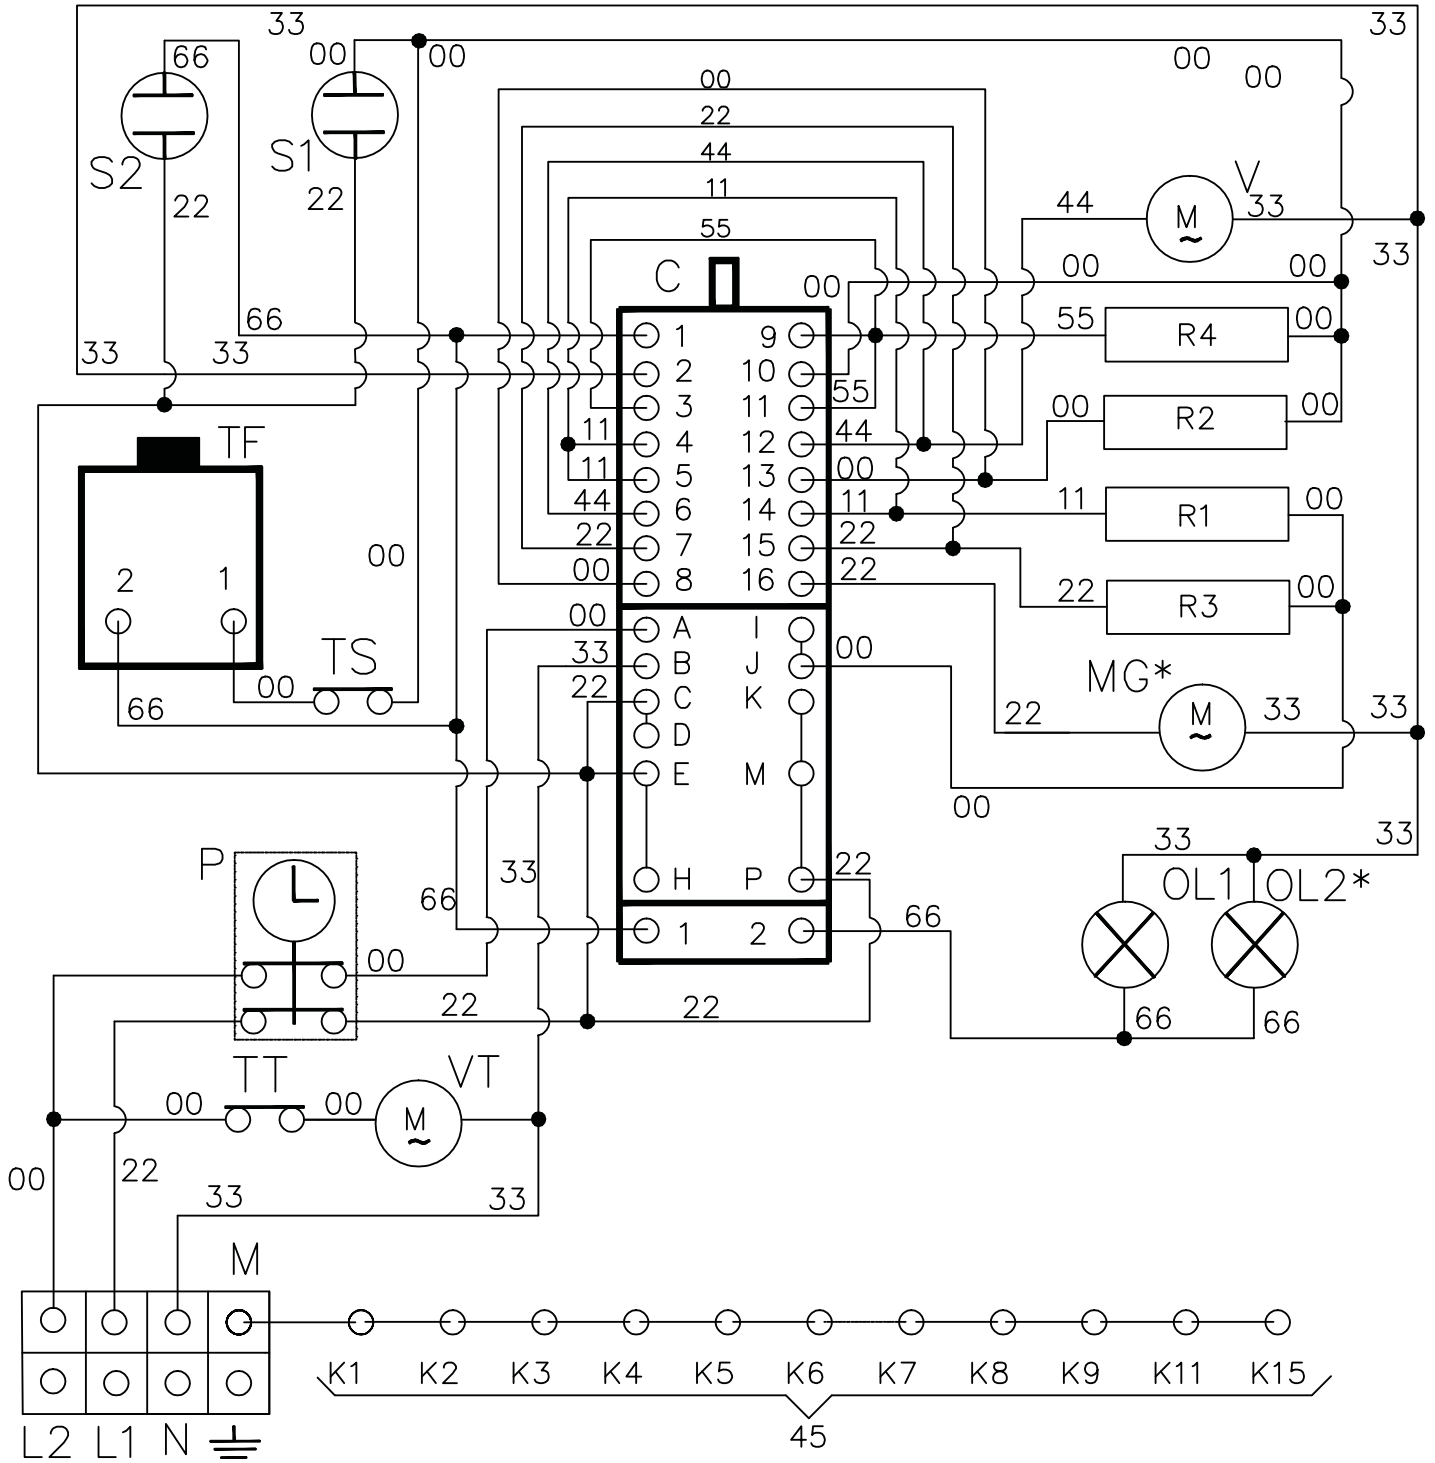 33 33
66 00 00 00 00
S2 S1 00
22
44
11
55
22 22
V
44 M 33
33
C 00 00 00
66 1 9 55 R4 00
33 33 2 10
3 11 55
TF 11 4 12 44 00 R2 00
11 5 13 00
44 6 14 11 11 R1 00
22 7 15 22
00 00 8 16 22 22 R3 00
2 1
00 A I
TS 33 B J 00
00 22 C K MG*
66 D 22 M 33 33
E M
00
P 33 22 33 33
66 H P OL1 OL2*
1 2 66
00
22 22 66 66
TT VT
00 00 M
00 22
33 33
M
K1 K2 K3 K4 K5 K6 K7 K8 K9 K11 K15
L2 L1 N 45